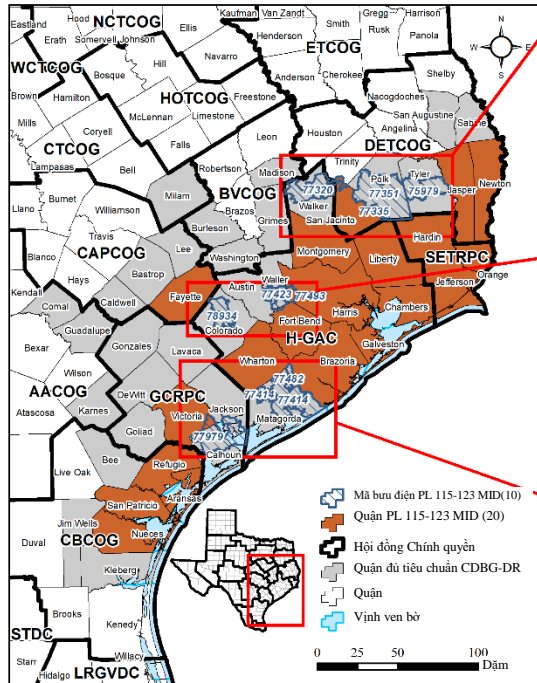 NCTCOG
Hood
Kaufman
Van Zandt
Smith
Gregg
Harrison
Eastland
Erath
Somervell
Johnson
Ellis
Henderson
Rusk
Panola
Navarro
ETCOG
WCTCOG
Bosque
Hill
Anderson
Cherokee
Shelby
HOTCOG
Freestone
Nacogdoches
Brown
Hamilton
McLennan
Limestone
San Augustine
Mills
Coryell
Leon
Houston
Angelina
Sabine
CTCOG
Falls
DETCOG
Lampasas
Bell
Robertson
Madison
Trinity
Polk
Tyler
Milam
BVCOG
77320
77351
75979
Jasper
Newton
Burnet
Brazos
Walker
Llano
Williamson
Grimes
San Jacinto
77335
Burleson
Travis
Hardin
CAPCOG
Lee
Washington
Montgomery
Liberty
SETRPC
Blanco
Bastrop
Orange
Hays
Austin
Waller
Jefferson
Kendall
Fayette
77423
77493
Comal
Caldwell
Harris
Chambers
78934
Fort Bend
Guadalupe
Colorado
H-GAC
Galveston
Gonzales
Bexar
Lavaca
Wharton
Brazoria
Wilson
77482
AACOG
DeWitt
GCRPC
Jackson
77414
77414
Atascosa
Karnes
Victoria
Matagorda
Goliad
77979
Bee
Calhoun
Live Oak
Refugio
Mã bưu điện PL 115-123 MID(10)
Aransas
San Patricio
Quận PL 115-123 MID (20)
Jim Wells
Nueces
Hội đồng Chính quyền
Duval
CBCOG
Quận đủ tiêu chuẩn CDBG-DR
Kleberg
Quận
Brooks
Vịnh ven bờ
Kenedy
STDC
Willacy
0 25 50 100
Starr
Hidalgo
LRGVDC
Dặm
N
W
E
S